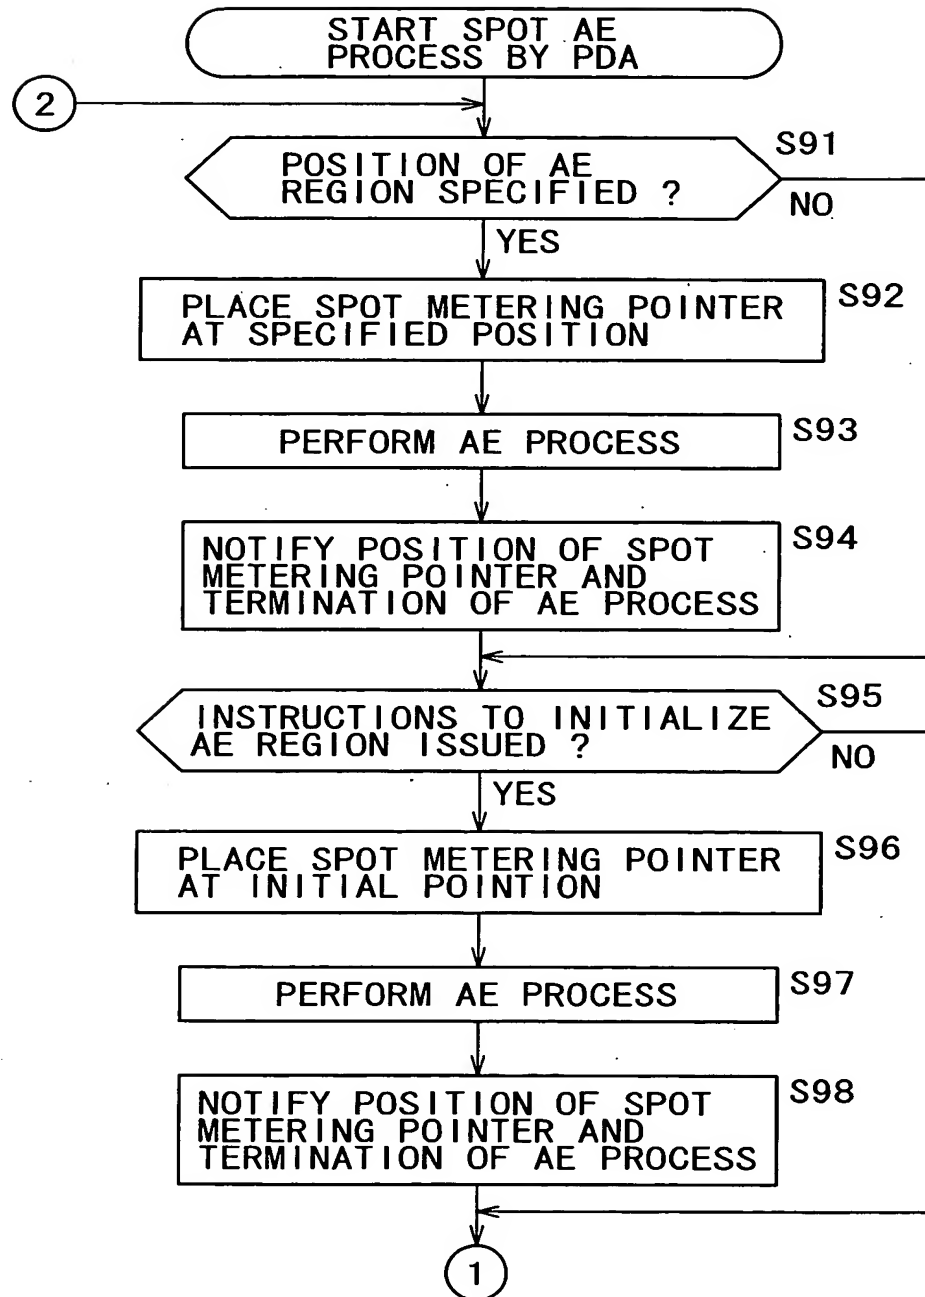 START SPOT AE
PROCESS BY PDA
2
S91
POSITION OF AE
REGION SPECIFIED ?
NO
YES
S92
PLACE SPOT METERING POINTER
AT SPECIFIED POSITION
S93
PERFORM AE PROCESS
S94
NOTIFY POSITION OF SPOT
METERING POINTER AND
TERMINATION OF AE PROCESS
S95
INSTRUCTIONS TO INITIALIZE
AE REGION ISSUED ?
NO
YES
S96
PLACE SPOT METERING POINTER
AT INITIAL POINTION
S97
PERFORM AE PROCESS
S98
NOTIFY POSITION OF SPOT
METERING POINTER AND
TERMINATION OF AE PROCESS
1